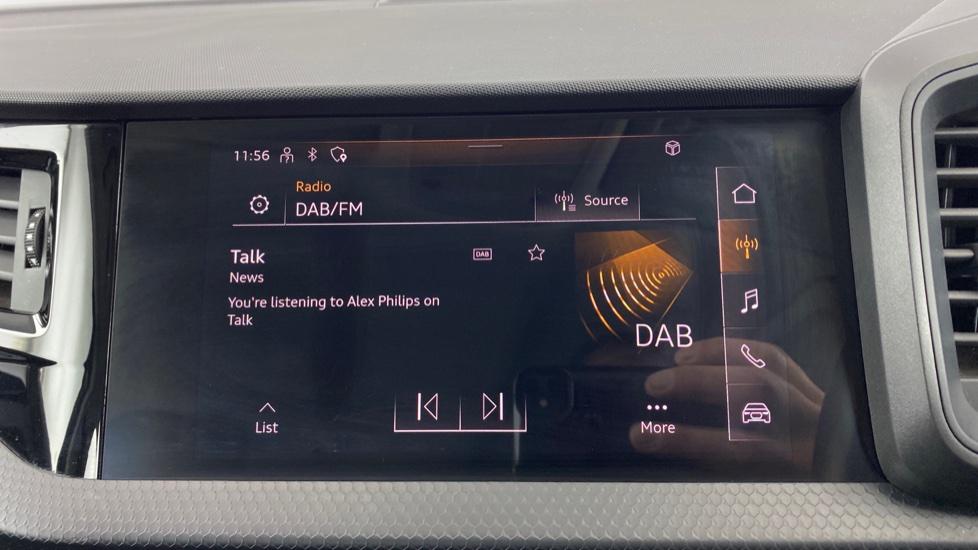 11:56
Radio
DAB/FM
Source
Talk
DAB
News
You're listening to Alex Philips on
Talk
DAB
List
More